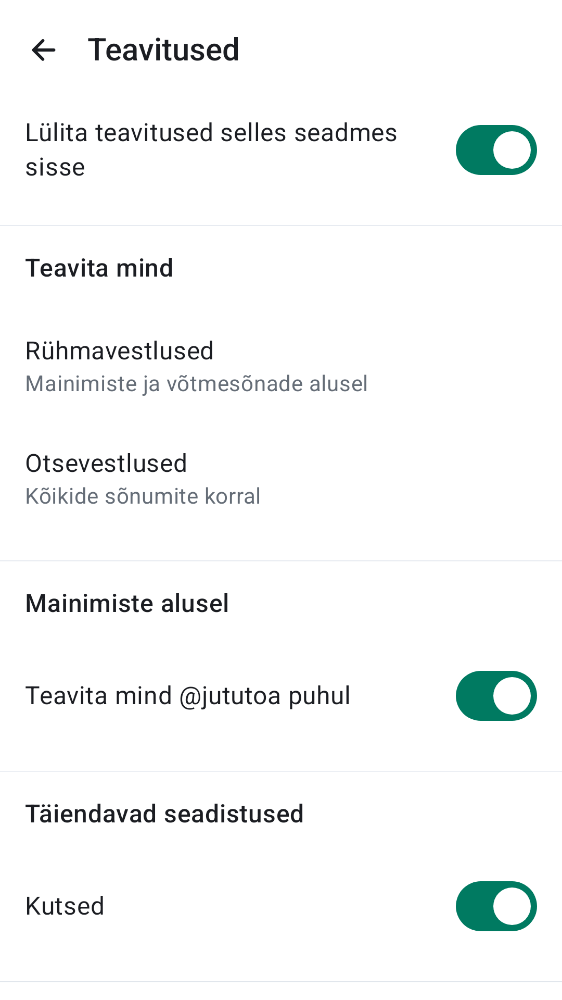 Teavitused
Lülita teavitused selles seadmes
sisse
Teavita mind
Rühmavestlused
Mainimiste ja võtmesõnade alusel
Otsevestlused
Kõikide sõnumite korral
Mainimiste alusel
Teavita mind @jututoa puhul
Täiendavad seadistused
Kutsed